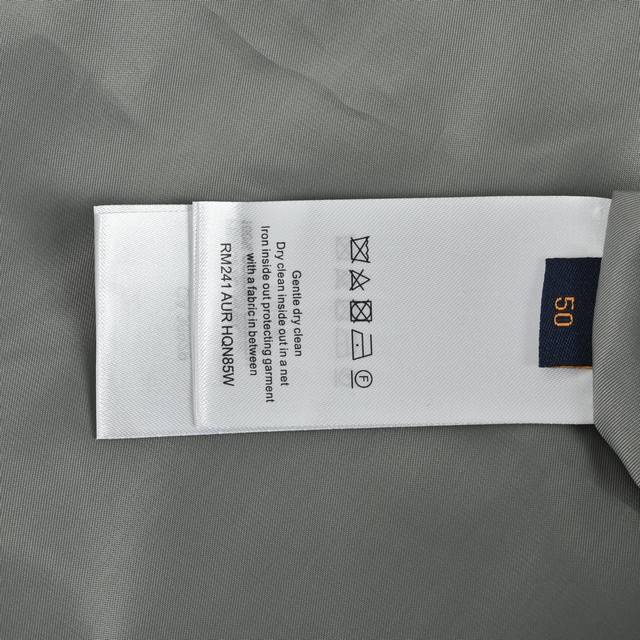 50
F
Gentle dry clean
Dry clean inside out in a net
Iron inside out protecting garment
with a fabric in between
RM241 AUR HQN85W